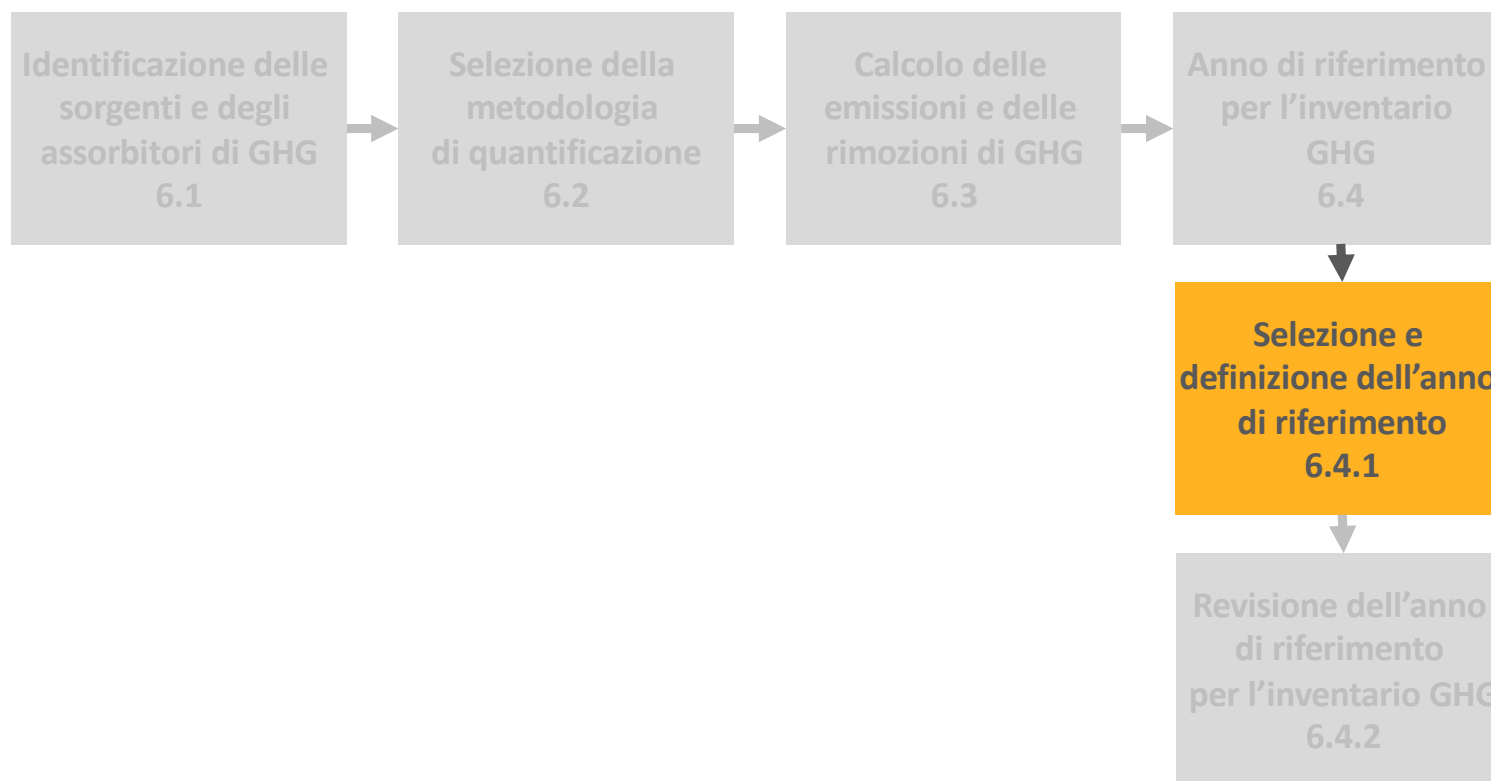 Identificazione delle
sorgenti e degli
assorbitori di GHG
6.1
Selezione della
metodologia
di quantificazione
6.2
Calcolo delle
emissioni e delle
rimozioni di GHG
6.3
Anno di riferimento
per l’inventario
GHG
6.4
Selezione e
definizione dell’anno
di riferimento
6.4.1
Revisione dell’anno
di riferimento
per l’inventario GHG
6.4.2